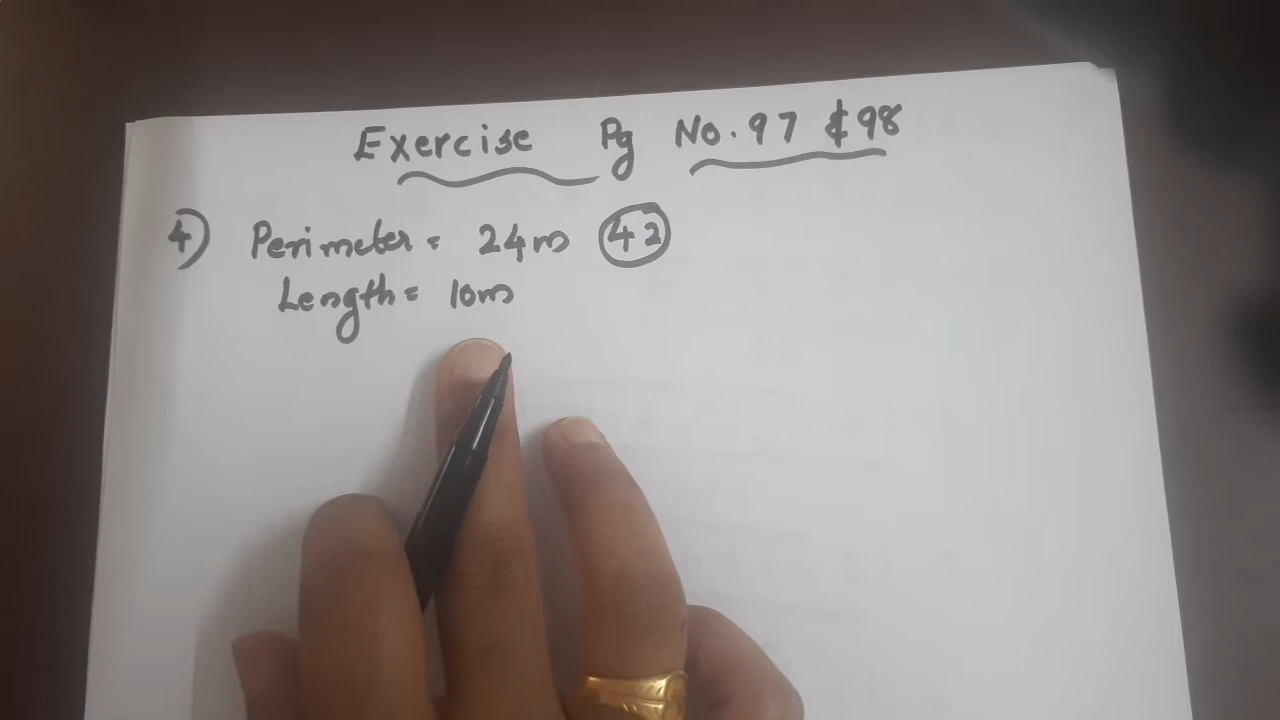 Exercise Pg No. 97 & 98
4) Perimeter = 24m 42
Length = 10m